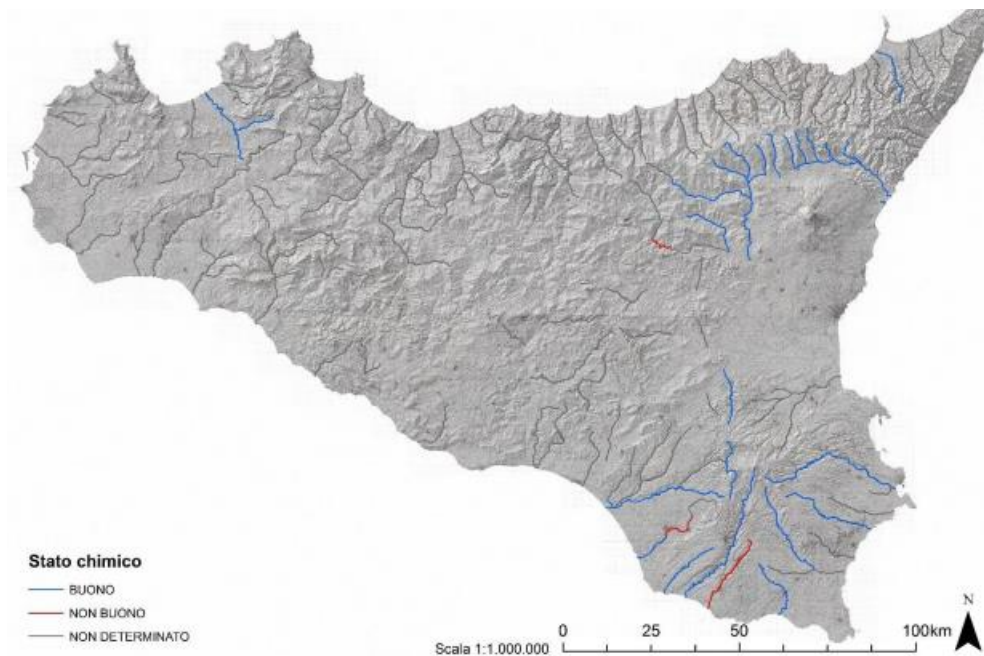 Stato chimico
BUONO
NON BUONO
NON DETERMINATO
Scala 1:1.000.000
0 25 50 100km
N